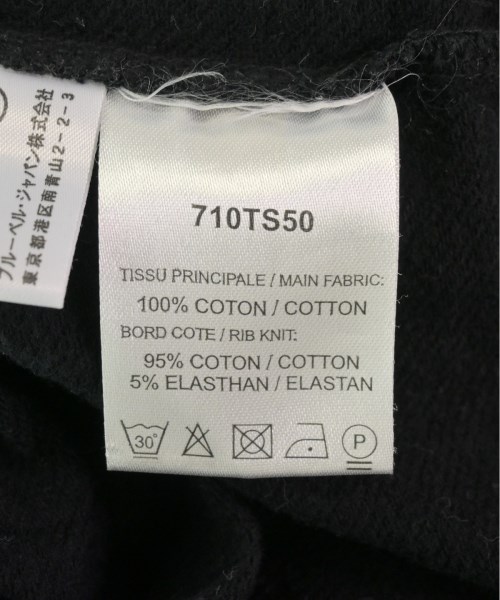 ブルーベル・ジャパン株式会社
東京都港区南青山2-2-3
710TS50
TISSU PRINCIPALE / MAIN FABRIC:
100% COTON / COTTON
BORD COTE / RIB KNIT:
95% COTON / COTTON
5% ELASTHAN / ELASTAN
30°
P